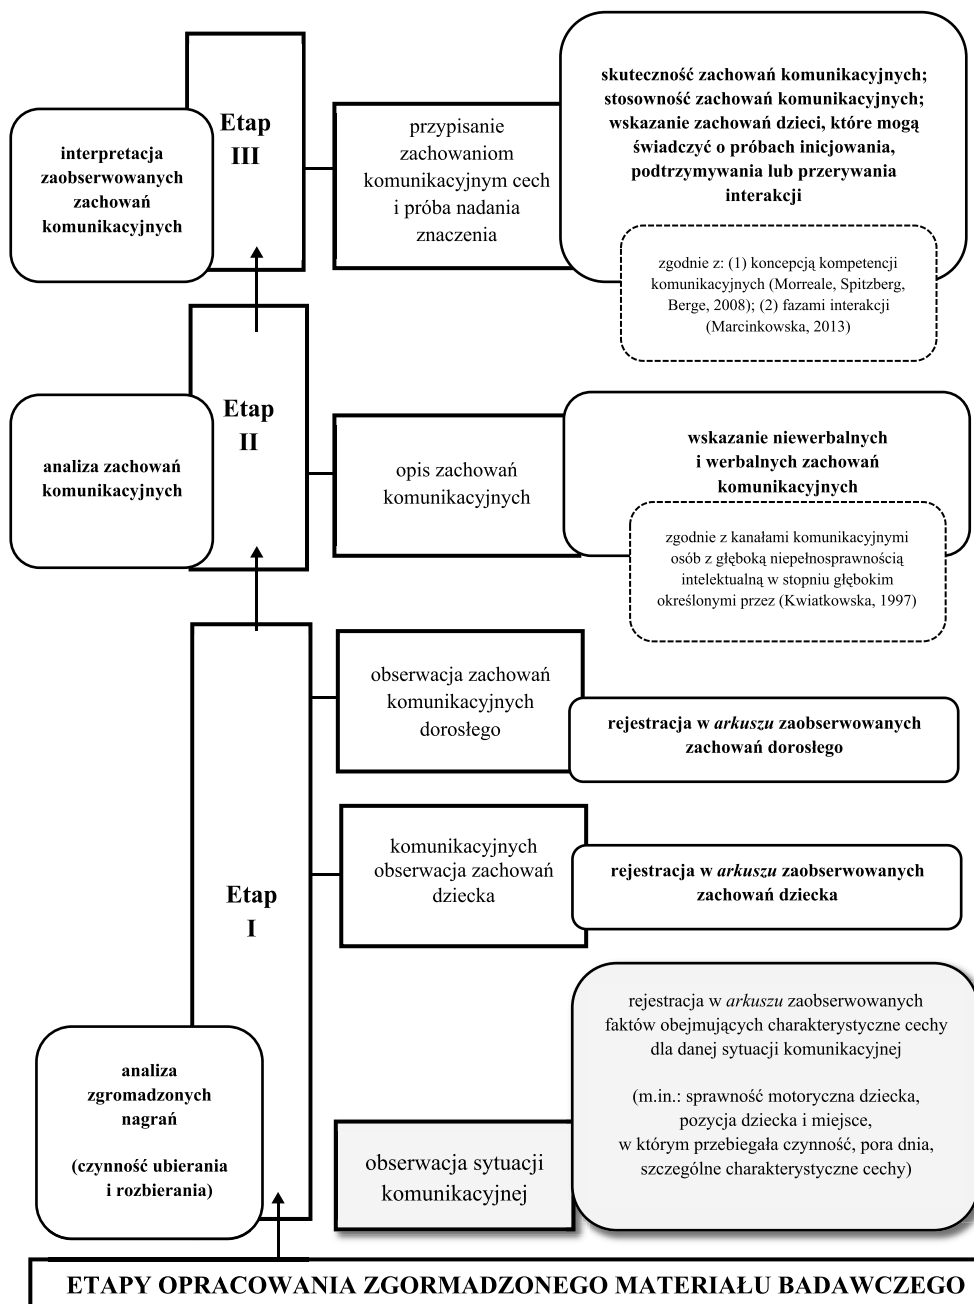 Etap
III
interpretacja
zaobserwowanych
zachowań
komunikacyjnych
przypisanie
zachowaniom
komunikacyjnym cech
i próba nadania
znaczenia
skuteczność zachowań komunikacyjnych;
stosowność zachowań komunikacyjnych;
wskazanie zachowań dzieci, które mogą
świadczyć o próbach inicjowania,
podtrzymywania lub przerywania
interakcji
zgodnie z: (1) koncepcją kompetencji
komunikacyjnych (Morreale, Spitzberg,
Berge, 2008); (2) fazami interakcji
(Marcinkowska, 2013)
Etap
II
analiza zachowań
komunikacyjnych
opis zachowań
komunikacyjnych
wskazanie niewerbalnych
i werbalnych zachowań
komunikacyjnych
zgodnie z kanałami komunikacyjnymi
osób z głęboką niepełnosprawnością
intelektualną w stopniu głębokim
określonymi przez (Kwiatkowska, 1997)
obserwacja zachowań
komunikacyjnych
dorosłego
rejestracja w arkuszu zaobserwowanych
zachowań dorosłego
komunikacyjnych
obserwacja zachowań
dziecka
rejestracja w arkuszu zaobserwowanych
zachowań dziecka
Etap
I
analiza
zgromadzonych
nagrań
(czynność ubierania
i rozbierania)
obserwacja sytuacji
komunikacyjnej
rejestracja w arkuszu zaobserwowanych
faktów obejmujących charakterystyczne cechy
dla danej sytuacji komunikacyjnej
(m.in.: sprawność motoryczna dziecka,
pozycja dziecka i miejsce,
w którym przebiegała czynność, pora dnia,
szczególne charakterystyczne cechy)
ETAPY OPRACOWANIA ZGORMADZONEGO MATERIAŁU BADAWCZEGO